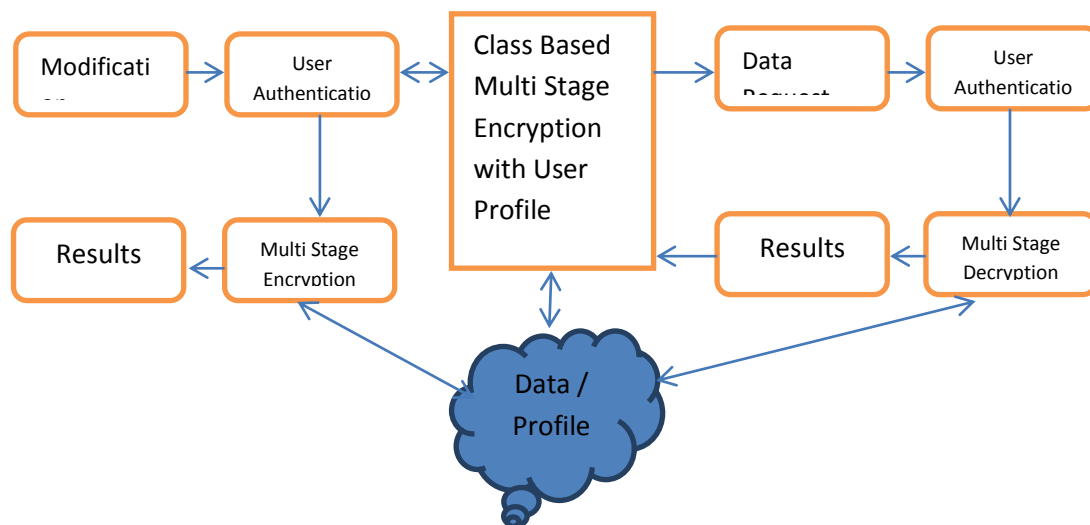 Modificati
User
Authenticatio
Class Based
Multi Stage
Encryption
with User
Profile
Data
Request
User
Authenticatio
Results
Multi Stage
Encryption
Results
Multi Stage
Decryption
Data /
Profile